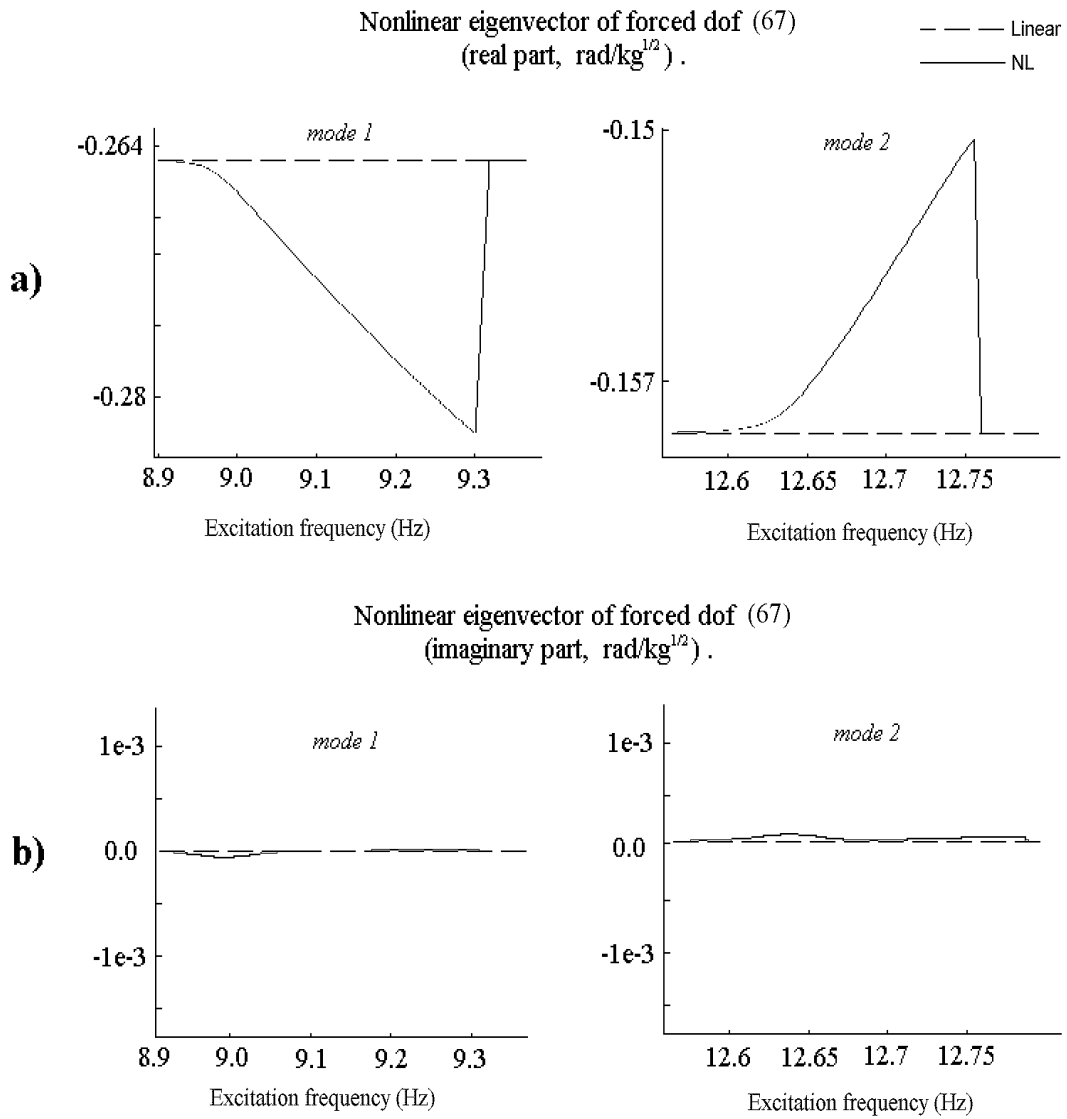 Nonlinear eigenvector of forced dof (67)
(real part, rad/kg^1/2) .
Linear
NL
a)
mode 1
-0.264
-0.28
8.9 9.0 9.1 9.2 9.3
Excitation frequency (Hz)
mode 2
-0.15
-0.157
12.6 12.65 12.7 12.75
Excitation frequency (Hz)
Nonlinear eigenvector of forced dof (67)
(imaginary part, rad/kg^1/2) .
b)
mode 1
1e-3
0.0
-1e-3
8.9 9.0 9.1 9.2 9.3
Excitation frequency (Hz)
mode 2
1e-3
0.0
-1e-3
12.6 12.65 12.7 12.75
Excitation frequency (Hz)